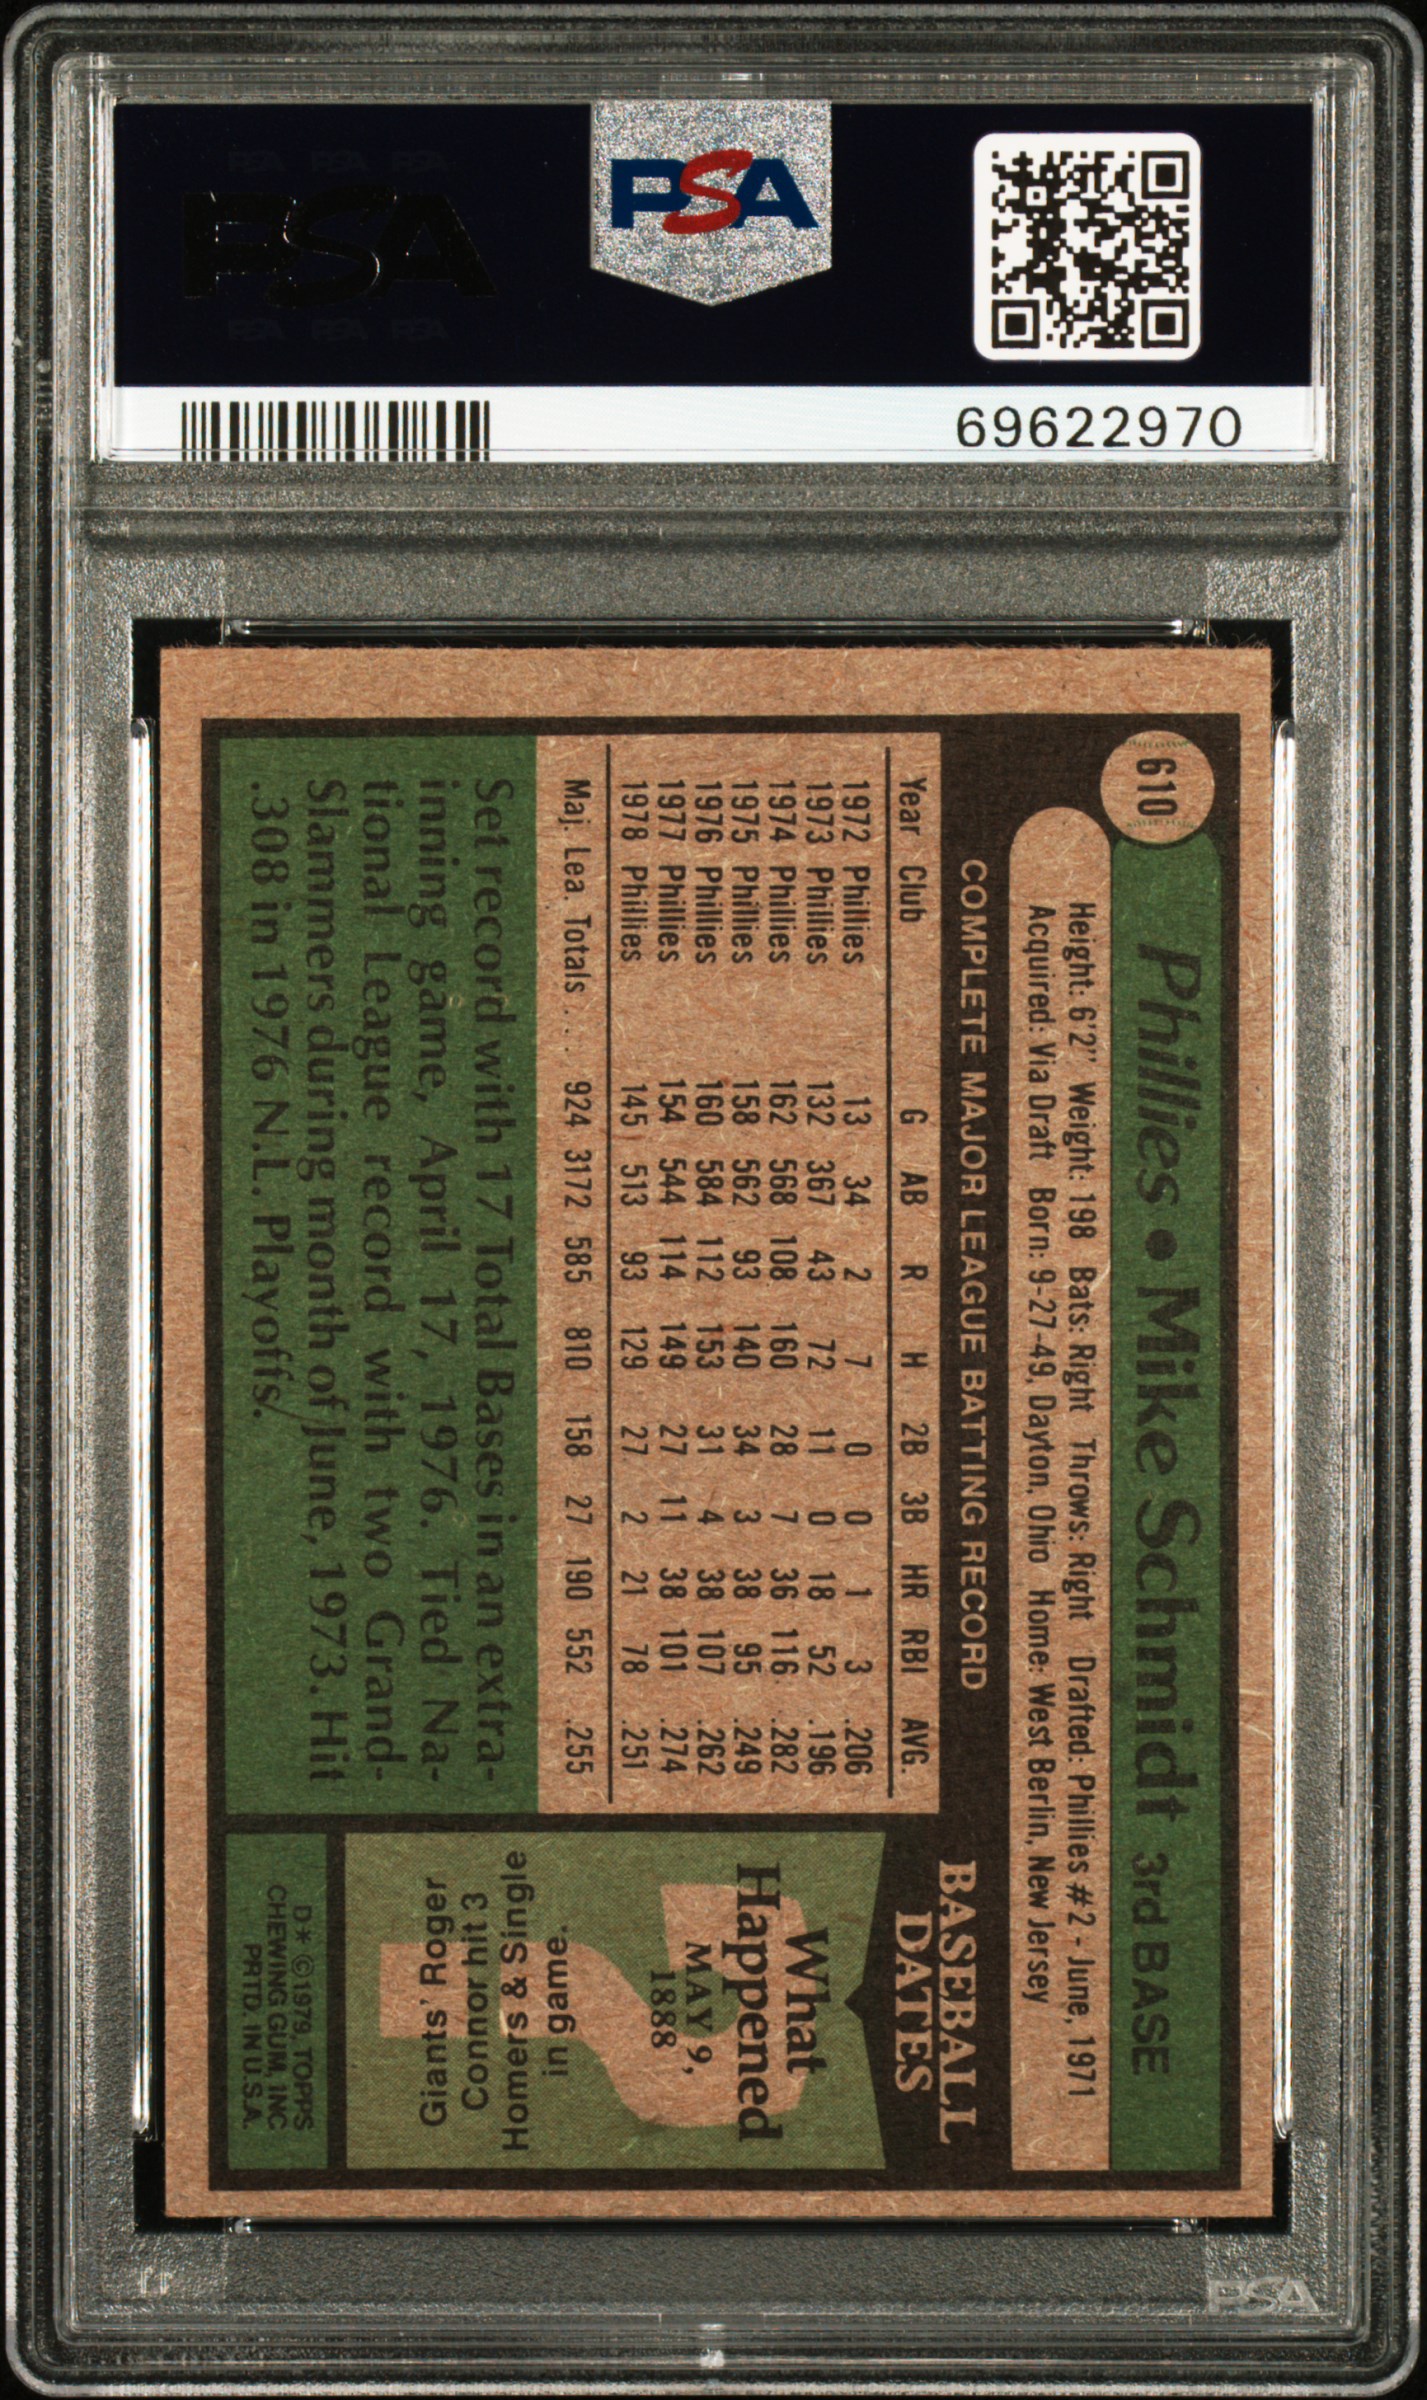 PSA PSA PSA
PSA
PSA PSA PSA
PSA
69622970
610
Phillies • Mike Schmidt 3rd BASE
Height: 6'2" Weight: 198 Bats: Right Throws: Right Drafted: Phillies #2 - June, 1971
Acquired: Via Draft Born: 9-27-49, Dayton, Ohio Home: West Berlin, New Jersey
COMPLETE MAJOR LEAGUE BATTING RECORD
Year Club G AB R H 2B 3B HR RBI AVG.
1972 Phillies 13 34 2 7 0 0 1 3 .206
1973 Phillies 132 367 43 72 11 0 18 52 .196
1974 Phillies 162 568 108 160 28 7 36 116 .282
1975 Phillies 158 562 93 140 34 3 38 95 .249
1976 Phillies 160 584 112 153 31 4 38 107 .262
1977 Phillies 154 544 114 149 27 11 38 101 .274
1978 Phillies 145 513 93 129 27 2 21 78 .251
Maj. Lea. Totals . . . 924 3172 585 810 158 27 190 552 .255
Set record with 17 Total Bases in an extra-
inning game, April 17, 1976. Tied Na-
tional League record with two Grand-
Slammers during month of June, 1973. Hit
.308 in 1976 N.L. Playoffs.
BASEBALL
DATES
What
Happened
MAY 9,
1888
?
Giants' Roger
Connor hit 3
Homers & Single
in game.
D* ©1979, TOPPS
CHEWING GUM, INC
PRTD. IN U.S.A.
PSA